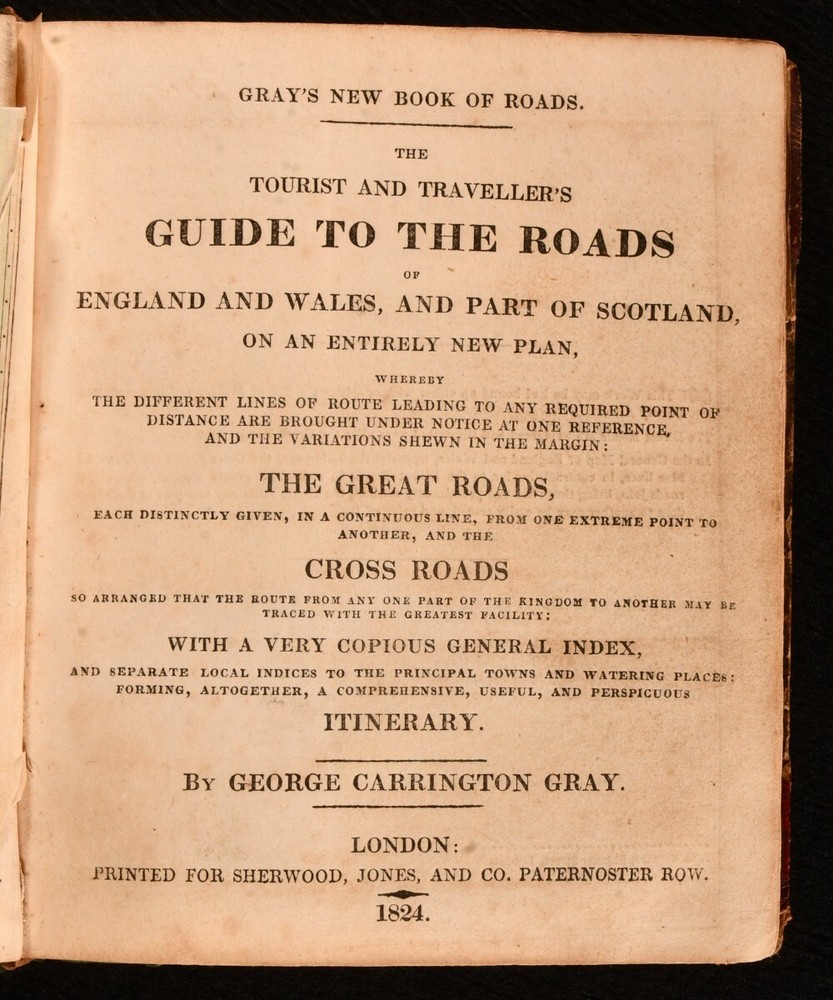 GRAY'S NEW BOOK OF ROADS.
THE
TOURIST AND TRAVELLER'S
GUIDE TO THE ROADS
OF
ENGLAND AND WALES, AND PART OF SCOTLAND,
ON AN ENTIRELY NEW PLAN,
WHEREBY
THE DIFFERENT LINES OF ROUTE LEADING TO ANY REQUIRED POINT OF
DISTANCE ARE BROUGHT UNDER NOTICE AT ONE REFERENCE,
AND THE VARIATIONS SHEWN IN THE MARGIN:
THE GREAT ROADS,
EACH DISTINCTLY GIVEN, IN A CONTINUOUS LINE, FROM ONE EXTREME POINT TO
ANOTHER, AND THE
CROSS ROADS
SO ARRANGED THAT THE ROUTE FROM ANY ONE PART OF THE KINGDOM TO ANOTHER MAY BE
TRACED WITH THE GREATEST FACILITY:
WITH A VERY COPIOUS GENERAL INDEX,
AND SEPARATE LOCAL INDICES TO THE PRINCIPAL TOWNS AND WATERING PLACES:
FORMING, ALTOGETHER, A COMPREHENSIVE, USEFUL, AND PERSPICUOUS
ITINERARY.
BY GEORGE CARRINGTON GRAY.
LONDON:
PRINTED FOR SHERWOOD, JONES, AND CO. PATERNOSTER ROW.
1824.